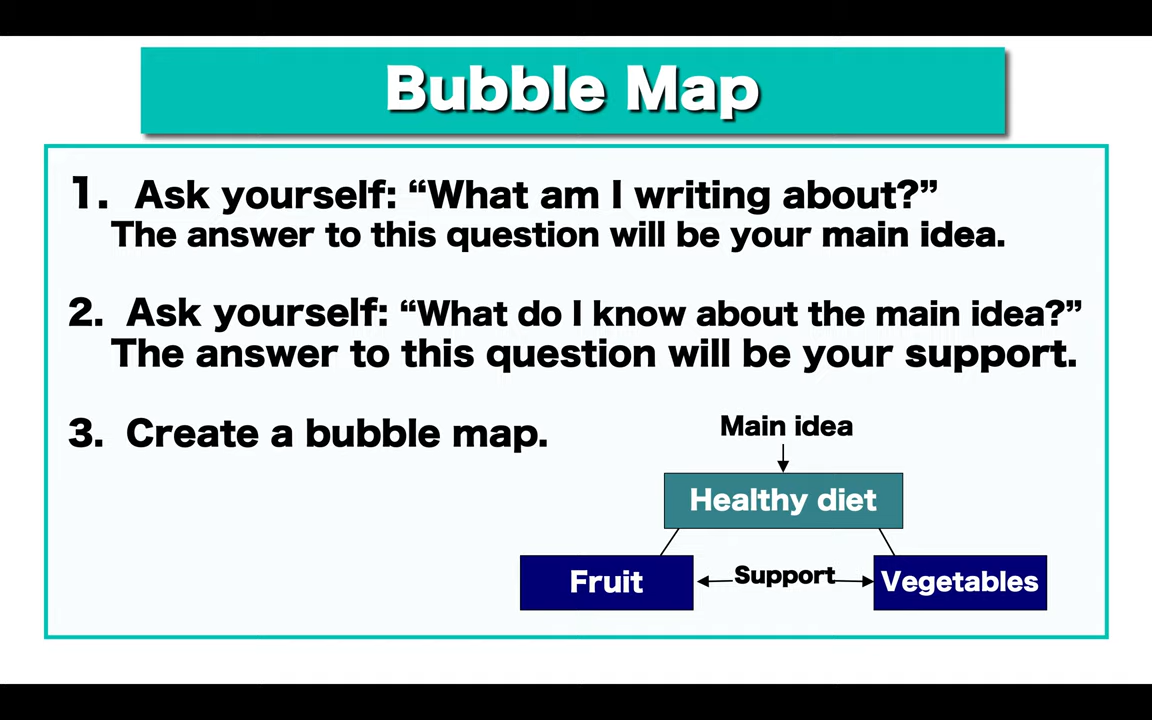 Bubble Map
1. Ask yourself: “What am I writing about?”
The answer to this question will be your main idea.
2. Ask yourself: “What do I know about the main idea?”
The answer to this question will be your support.
3. Create a bubble map.
Main idea
Healthy diet
Fruit
Support
Vegetables